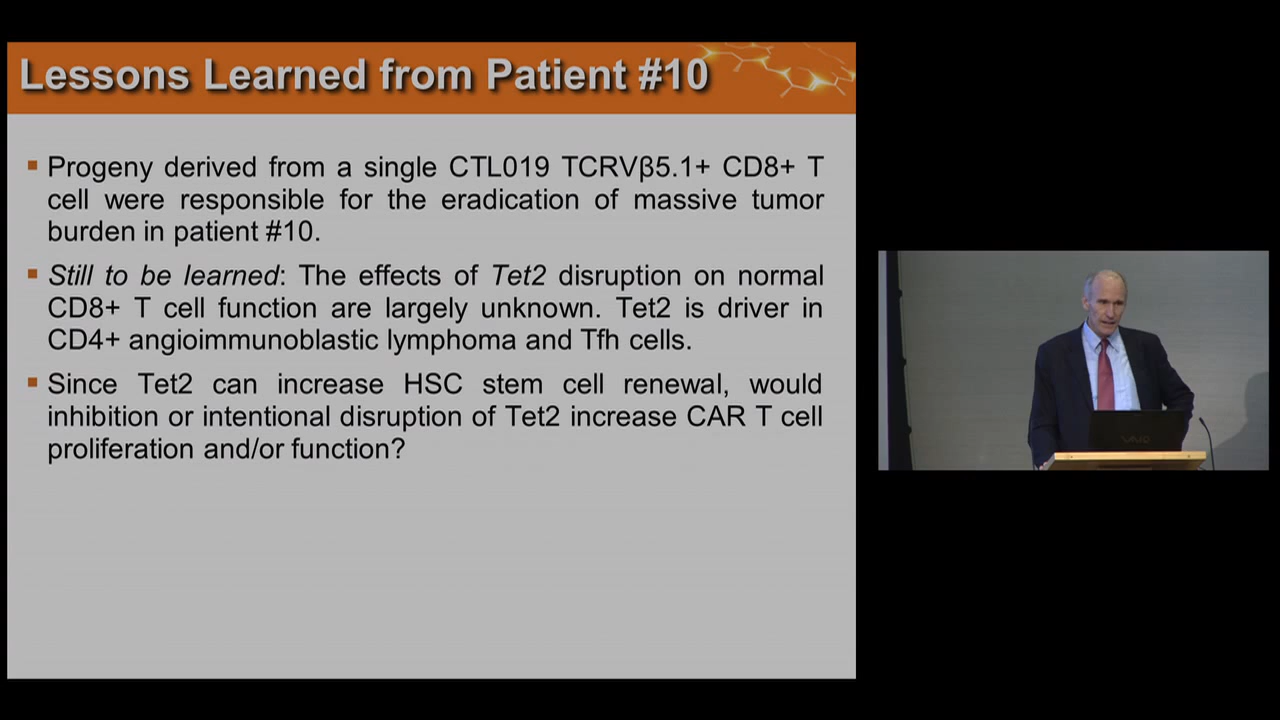 Lessons Learned from Patient #10
▪ Progeny derived from a single CTL019 TCRVβ5.1+ CD8+ T
cell were responsible for the eradication of massive tumor
burden in patient #10.
▪ Still to be learned: The effects of Tet2 disruption on normal
CD8+ T cell function are largely unknown. Tet2 is driver in
CD4+ angioimmunoblastic lymphoma and Tfh cells.
▪ Since Tet2 can increase HSC stem cell renewal, would
inhibition or intentional disruption of Tet2 increase CAR T cell
proliferation and/or function?
VAIO